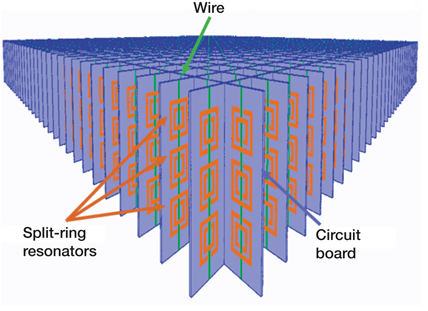 Wire
Split-ring
resonators
Circuit
board